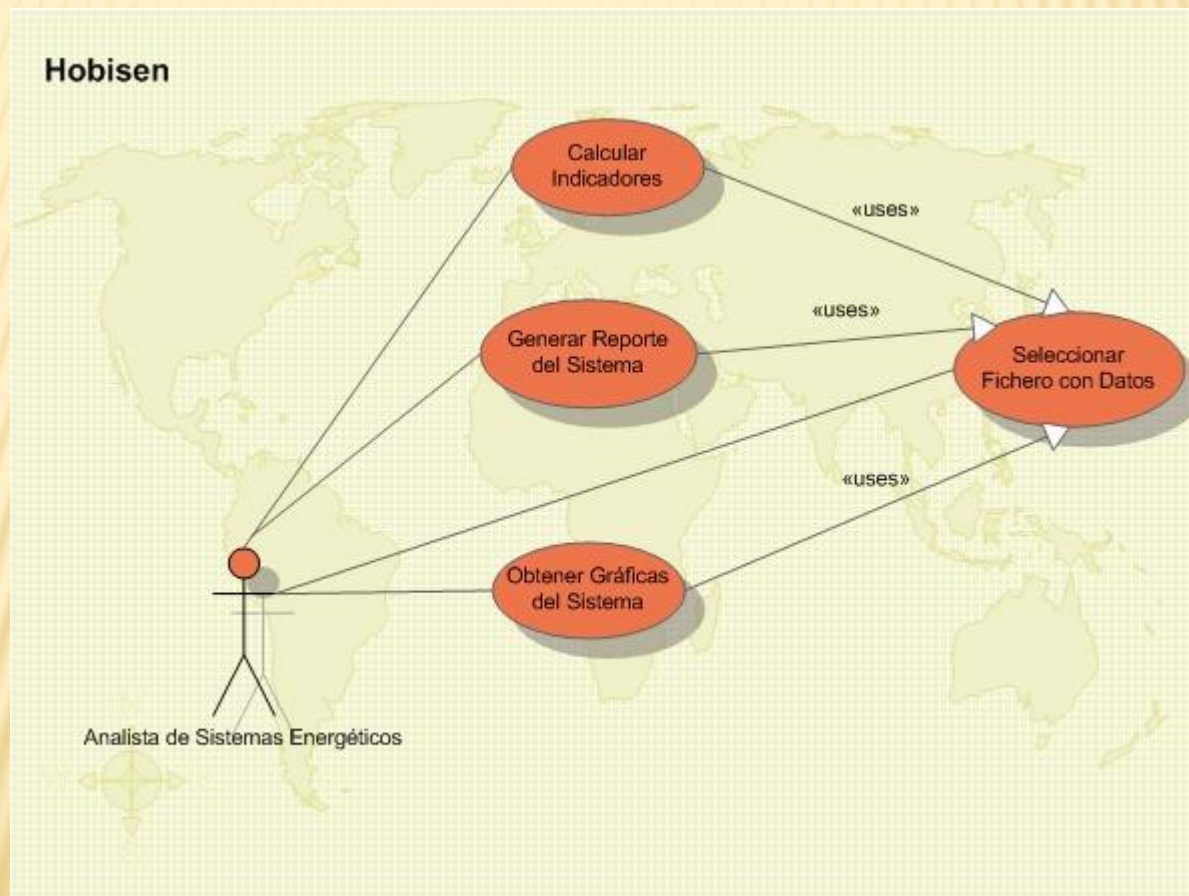 Hobisen
Calcular
Indicadores
«uses»
«uses»
Generar Reporte
del Sistema
Seleccionar
Fichero con Datos
«uses»
Obtener Gráficas
del Sistema
Analista de Sistemas Energéticos